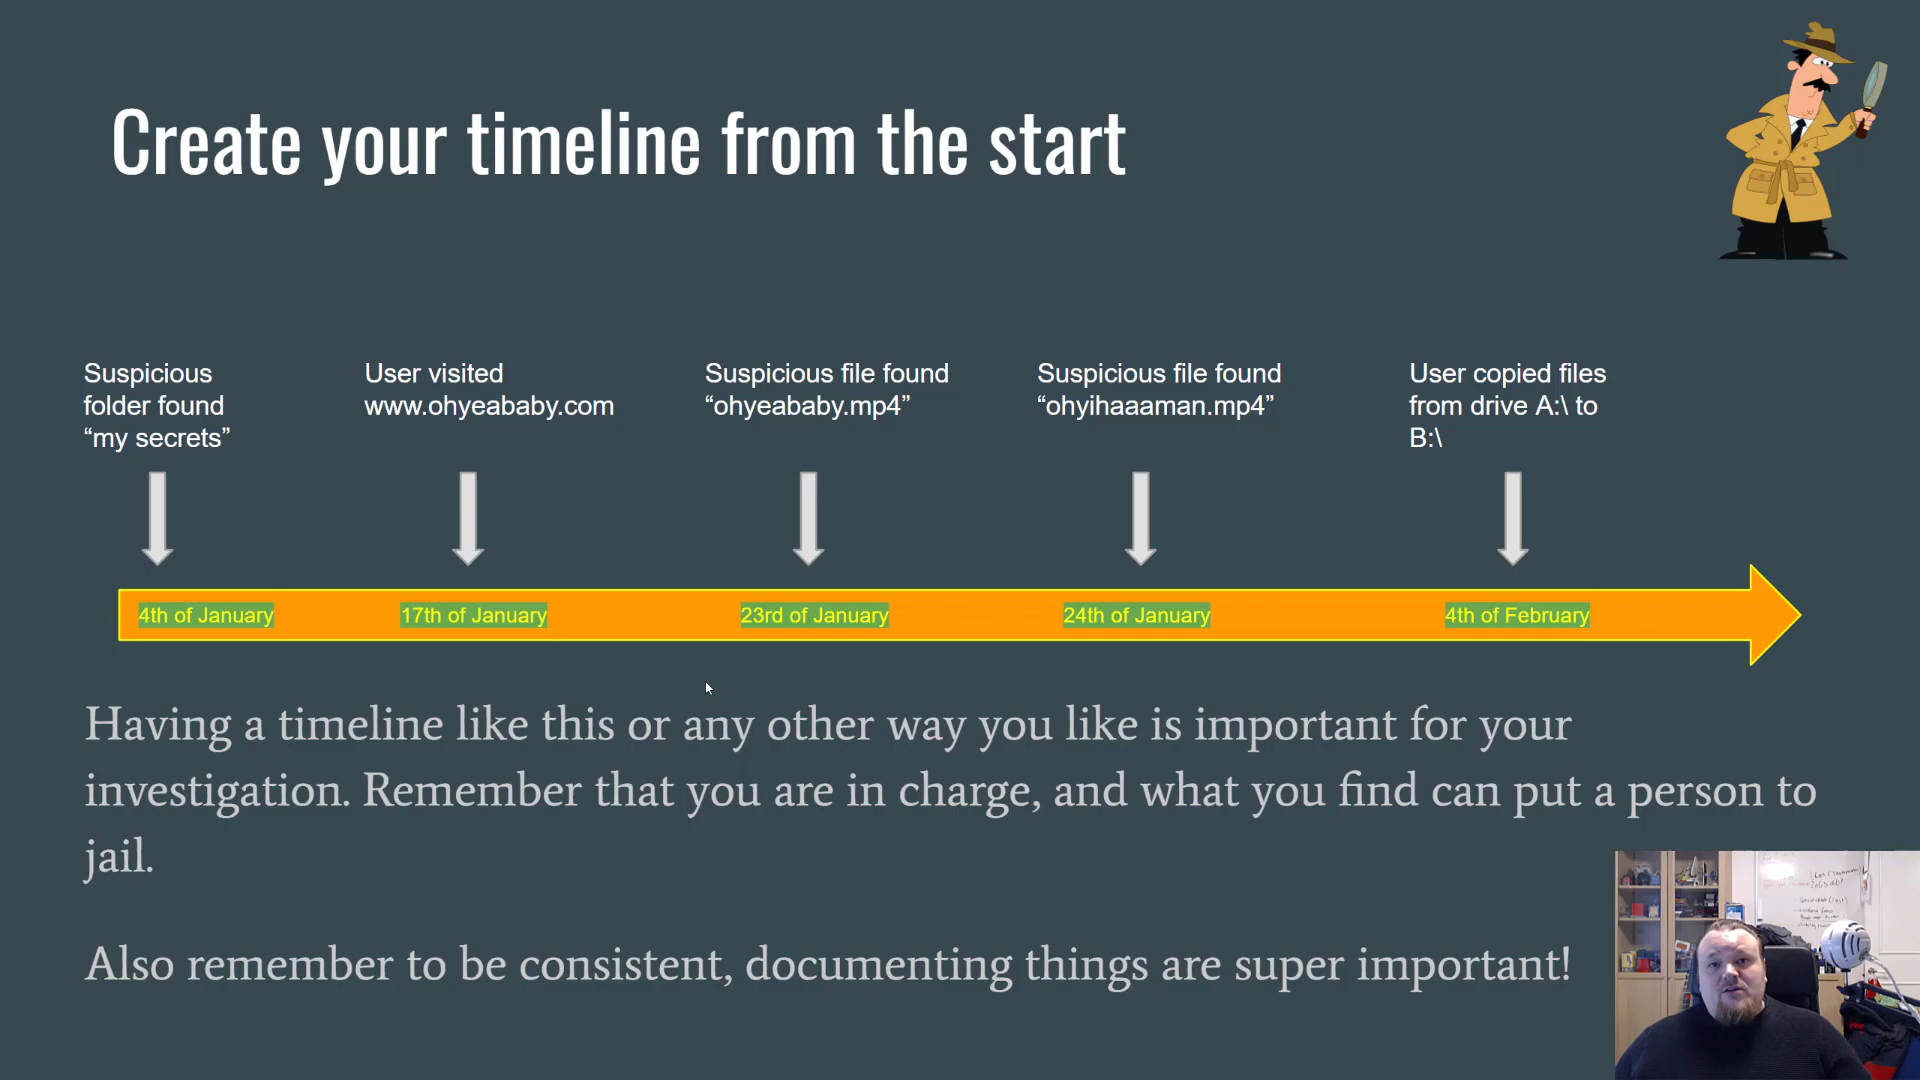 Create your timeline from the start
Suspicious
folder found
“my secrets”
User visited
www.ohyeababy.com
Suspicious file found
“ohyeababy.mp4”
Suspicious file found
“ohyihaaaman.mp4”
User copied files
from drive A:\ to
B:\
4th of January
17th of January
23rd of January
24th of January
4th of February
Having a timeline like this or any other way you like is important for your
investigation. Remember that you are in charge, and what you find can put a person to
jail.
Also remember to be consistent, documenting things are super important!